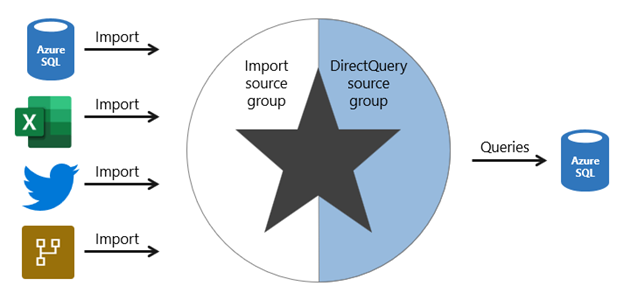 Import
Azure
SQL
Import
X
Import
Import
Import
source
group
DirectQuery
source
group
Queries
Azure
SQL